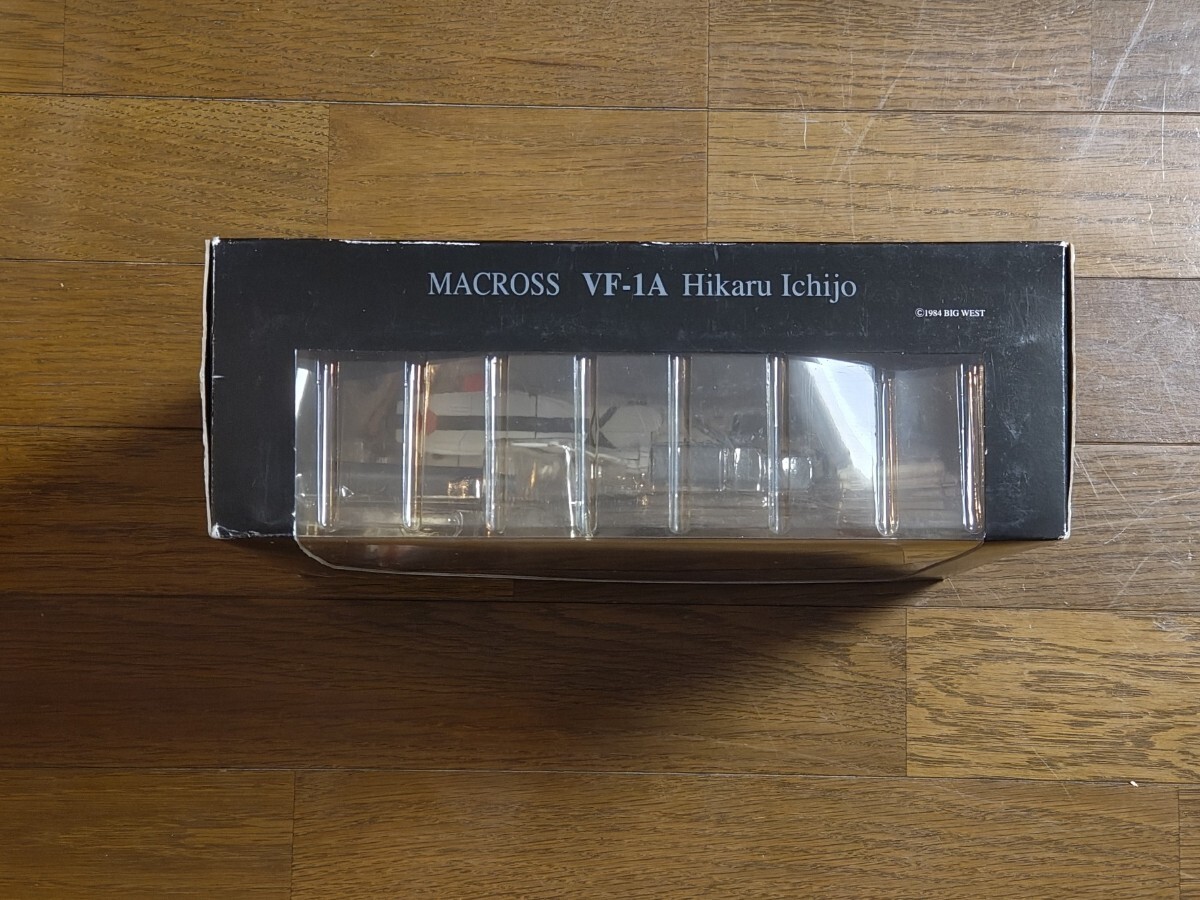 MACROSS VF-1A Hikaru Ichijo
©1984 BIG WEST